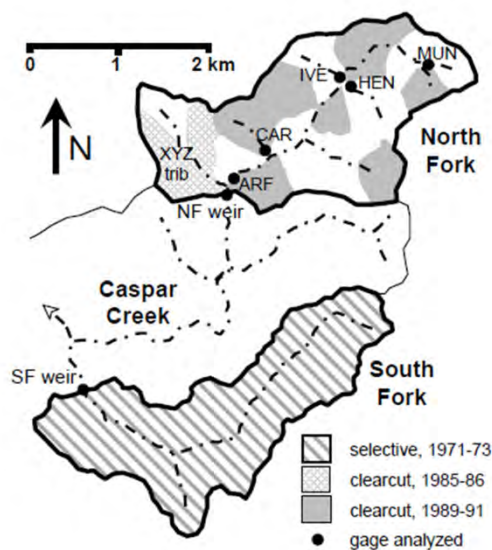 0 1 2 km
N
IVE
HEN
MUN
North
Fork
CAR
XYZ
trib
ARF
NF weir
Caspar
Creek
SF weir
South
Fork
selective, 1971-73
clearcut, 1985-86
clearcut, 1989-91
gage analyzed